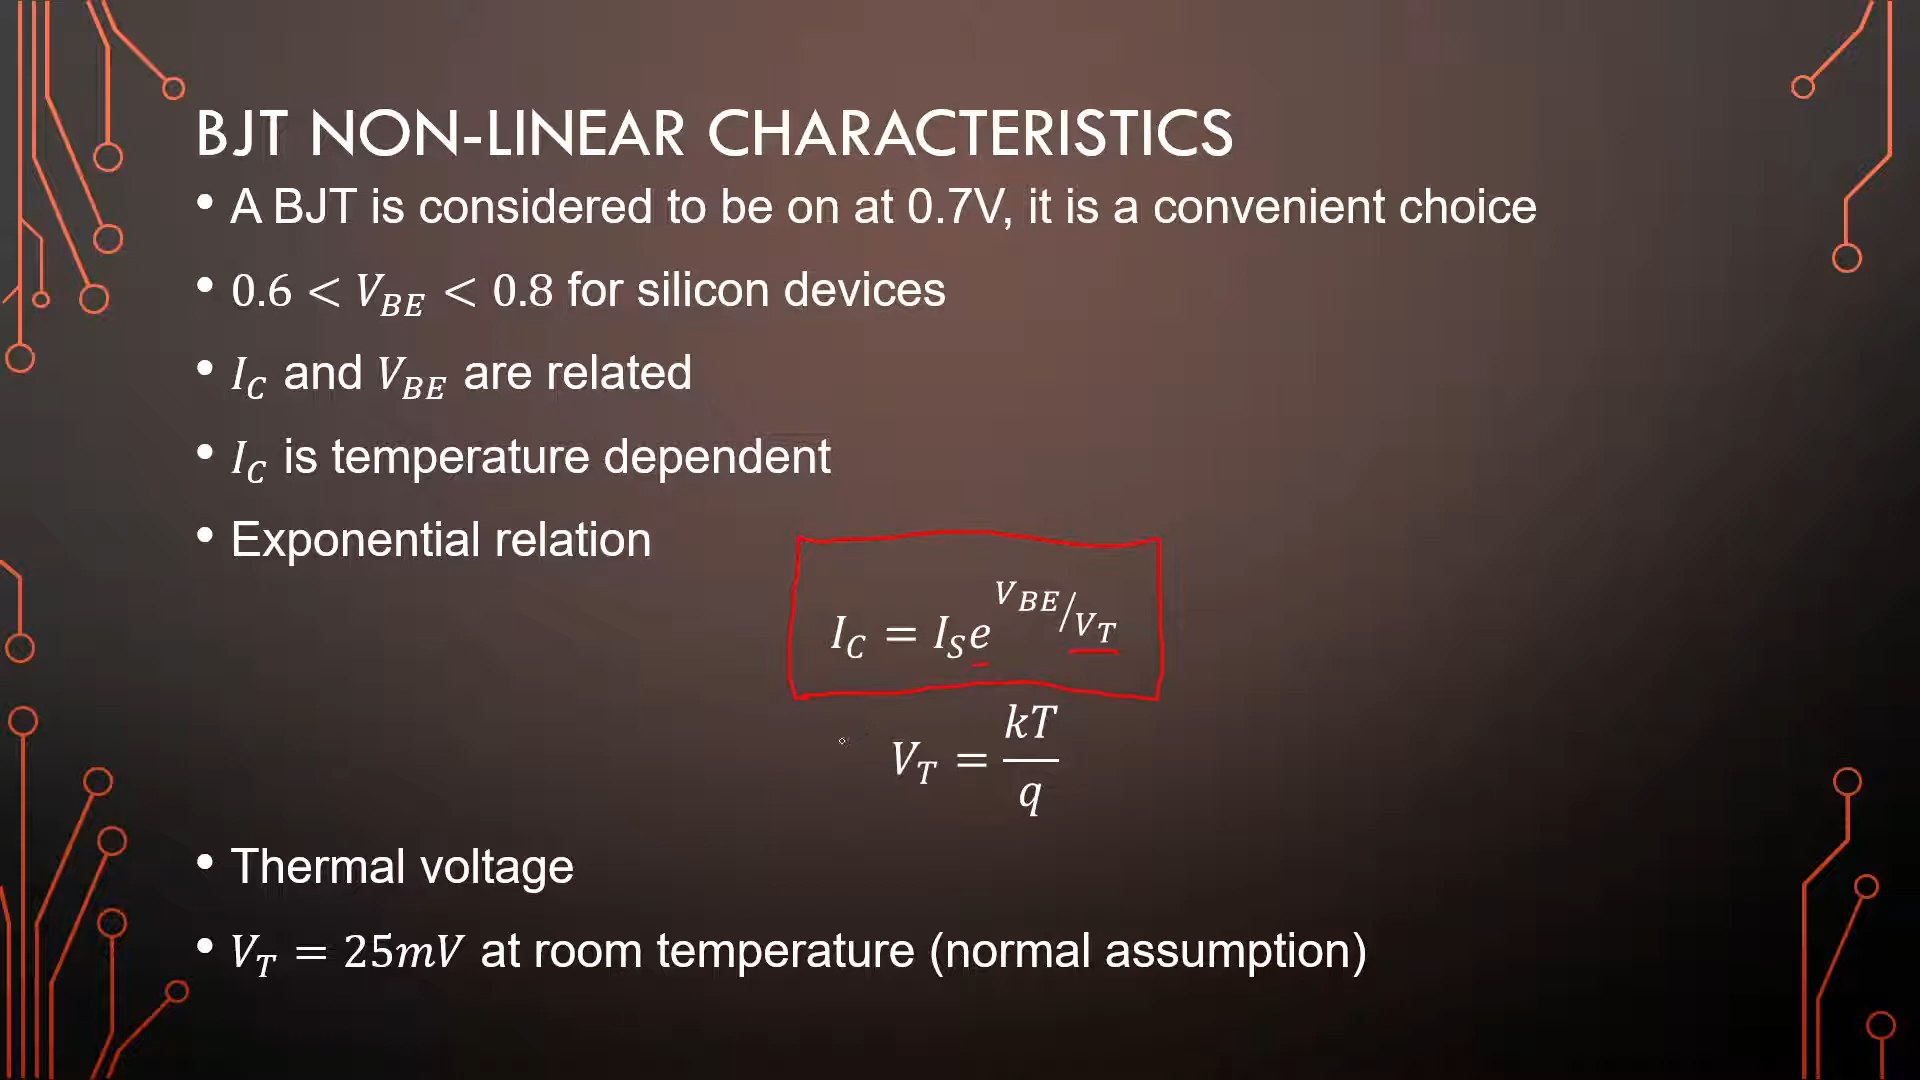 BJT NON-LINEAR CHARACTERISTICS
• A BJT is considered to be on at 0.7V, it is a convenient choice
• 0.6 < V_BE < 0.8 for silicon devices
• I_C and V_BE are related
• I_C is temperature dependent
• Exponential relation
I_C = I_S e^{V_BE/V_T}
V_T = kT/q
• Thermal voltage
• V_T = 25mV at room temperature (normal assumption)